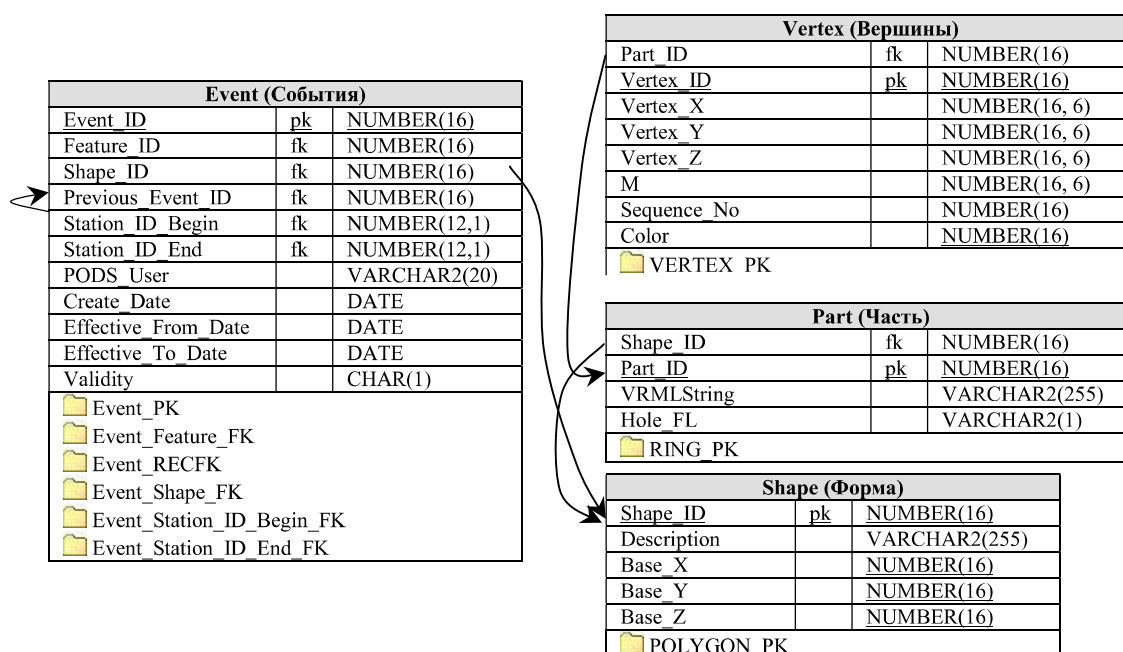 Event (События)
Event_ID pk NUMBER(16)
Feature_ID fk NUMBER(16)
Shape_ID fk NUMBER(16)
Previous_Event_ID fk NUMBER(16)
Station_ID_Begin fk NUMBER(12,1)
Station_ID_End fk NUMBER(12,1)
PODS_User VARCHAR2(20)
Create_Date DATE
Effective_From_Date DATE
Effective_To_Date DATE
Validity CHAR(1)
Event_PK
Event_Feature_FK
Event_RECFK
Event_Shape_FK
Event_Station_ID_Begin_FK
Event_Station_ID_End_FK
Vertex (Вершины)
Part_ID fk NUMBER(16)
Vertex_ID pk NUMBER(16)
Vertex_X NUMBER(16, 6)
Vertex_Y NUMBER(16, 6)
Vertex_Z NUMBER(16, 6)
M NUMBER(16, 6)
Sequence_No NUMBER(16)
Color NUMBER(16)
VERTEX_PK
Part (Часть)
Shape_ID fk NUMBER(16)
Part_ID pk NUMBER(16)
VRMLString VARCHAR2(255)
Hole_FL VARCHAR2(1)
RING_PK
Shape (Форма)
Shape_ID pk NUMBER(16)
Description VARCHAR2(255)
Base_X NUMBER(16)
Base_Y NUMBER(16)
Base_Z NUMBER(16)
POLYGON_PK